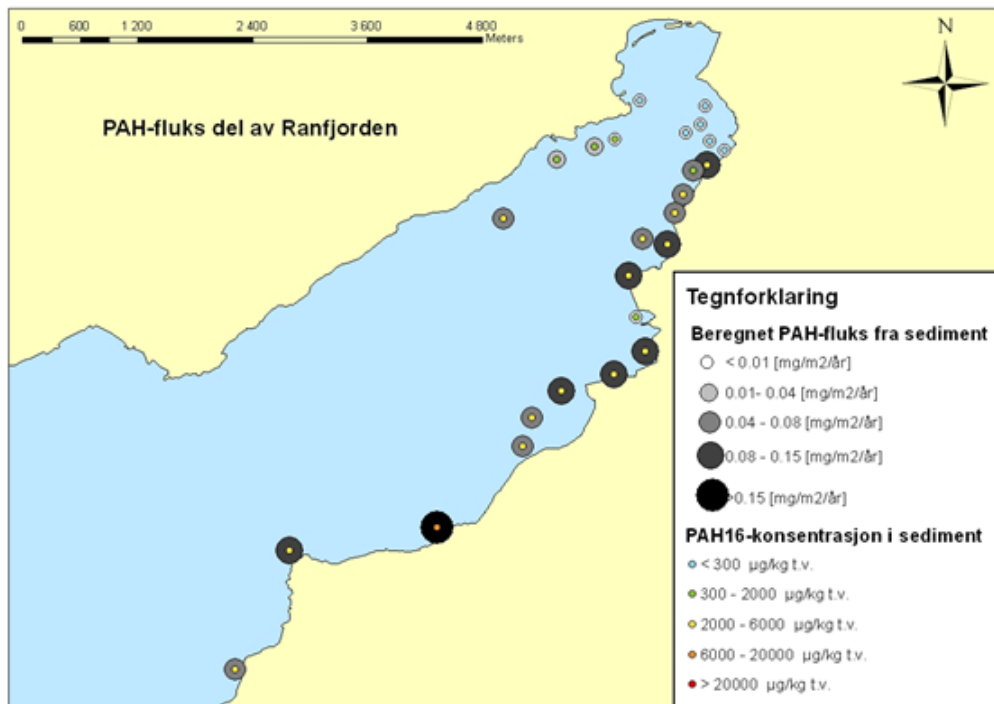 0 600 1 200 2 400 3 600 4 800
Meters
N
PAH-fluks del av Ranfjorden
Tegnforklaring
Beregnet PAH-fluks fra sediment
< 0.01 [mg/m2/år]
0.01- 0.04 [mg/m2/år]
0.04 - 0.08 [mg/m2/år]
0.08 - 0.15 [mg/m2/år]
>0.15 [mg/m2/år]
PAH16-konsentrasjon i sediment
< 300 µg/kg t.v.
300 - 2000 µg/kg t.v.
2000 - 6000 µg/kg t.v.
6000 - 20000 µg/kg t.v.
> 20000 µg/kg t.v.